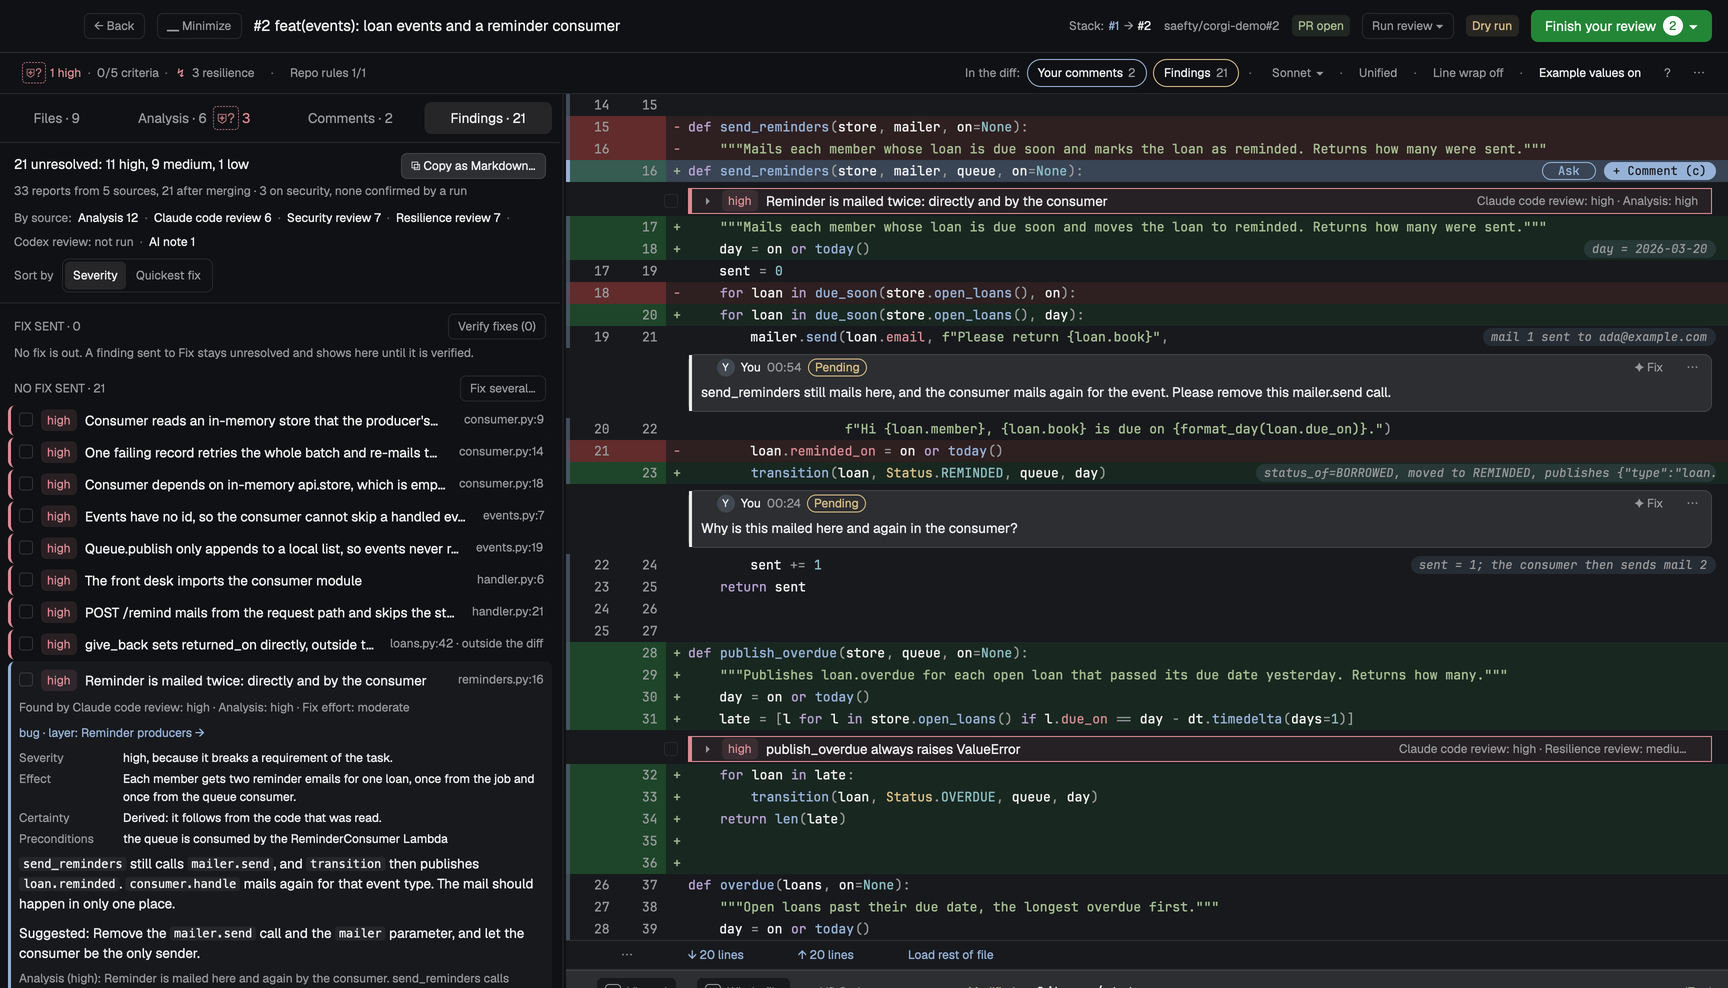 ← Back
Minimize
#2 feat(events): loan events and a reminder consumer
Stack: #1 → #2
saefty/corgi-demo#2
PR open
Run review
Dry run
Finish your review 2
1 high · 0/5 criteria · 3 resilience · Repo rules 1/1
In the diff: Your comments 2 Findings 21 · Sonnet · Unified · Line wrap off · Example values on ? ···
Files · 9
Analysis · 6 3
Comments · 2
Findings · 21
21 unresolved: 11 high, 9 medium, 1 low
Copy as Markdown...
33 reports from 5 sources, 21 after merging · 3 on security, none confirmed by a run
By source: Analysis 12 · Claude code review 6 · Security review 7 · Resilience review 7 ·
Codex review: not run · AI note 1
Sort by Severity Quickest fix
FIX SENT · 0
Verify fixes (0)
No fix is out. A finding sent to Fix stays unresolved and shows here until it is verified.
NO FIX SENT · 21
Fix several...
high Consumer reads an in-memory store that the producer's... consumer.py:9
high One failing record retries the whole batch and re-mails t... consumer.py:14
high Consumer depends on in-memory api.store, which is emp... consumer.py:18
high Events have no id, so the consumer cannot skip a handled ev... events.py:7
high Queue.publish only appends to a local list, so events never r... events.py:19
high The front desk imports the consumer module handler.py:6
high POST /remind mails from the request path and skips the st... handler.py:21
high give_back sets returned_on directly, outside t... loans.py:42 · outside the diff
high Reminder is mailed twice: directly and by the consumer reminders.py:16
Found by Claude code review: high · Analysis: high · Fix effort: moderate
bug · layer: Reminder producers →
Severity high, because it breaks a requirement of the task.
Effect Each member gets two reminder emails for one loan, once from the job and
once from the queue consumer.
Certainty Derived: it follows from the code that was read.
Preconditions the queue is consumed by the ReminderConsumer Lambda
send_reminders still calls mailer.send, and transition then publishes
loan.reminded. consumer.handle mails again for that event type. The mail should
happen in only one place.
Suggested: Remove the mailer.send call and the mailer parameter, and let the
consumer be the only sender.
Analysis (high): Reminder is mailed here and again by the consumer. send_reminders calls
14 15
15 - def send_reminders(store, mailer, on=None):
16 - """Mails each member whose loan is due soon and marks the loan as reminded. Returns how many were sent."""
16 + def send_reminders(store, mailer, queue, on=None): Ask + Comment (c)
high Reminder is mailed twice: directly and by the consumer Claude code review: high · Analysis: high
17 + """Mails each member whose loan is due soon and moves the loan to reminded. Returns how many were sent."""
18 + day = on or today() day = 2026-03-20
17 19 sent = 0
18 - for loan in due_soon(store.open_loans(), on):
20 + for loan in due_soon(store.open_loans(), day):
19 21 mailer.send(loan.email, f"Please return {loan.book}", mail 1 sent to ada@example.com
Y You 00:54 Pending Fix ···
send_reminders still mails here, and the consumer mails again for the event. Please remove this mailer.send call.
20 22 f"Hi {loan.member}, {loan.book} is due on {format_day(loan.due_on)}.")
21 - loan.reminded_on = on or today()
23 + transition(loan, Status.REMINDED, queue, day) status_of=BORROWED, moved to REMINDED, publishes {"type":"loan.
Y You 00:24 Pending Fix ···
Why is this mailed here and again in the consumer?
22 24 sent += 1 sent = 1; the consumer then sends mail 2
23 25 return sent
24 26
25 27
28 + def publish_overdue(store, queue, on=None):
29 + """Publishes loan.overdue for each open loan that passed its due date yesterday. Returns how many."""
30 + day = on or today()
31 + late = [l for l in store.open_loans() if l.due_on == day - dt.timedelta(days=1)]
high publish_overdue always raises ValueError Claude code review: high · Resilience review: mediu...
32 + for loan in late:
33 + transition(loan, Status.OVERDUE, queue, day)
34 + return len(late)
35 +
36 +
26 37 def overdue(loans, on=None):
27 38 """Open loans past their due date, the longest overdue first."""
28 39 day = on or today()
··· ↓ 20 lines ↑ 20 lines Load rest of file